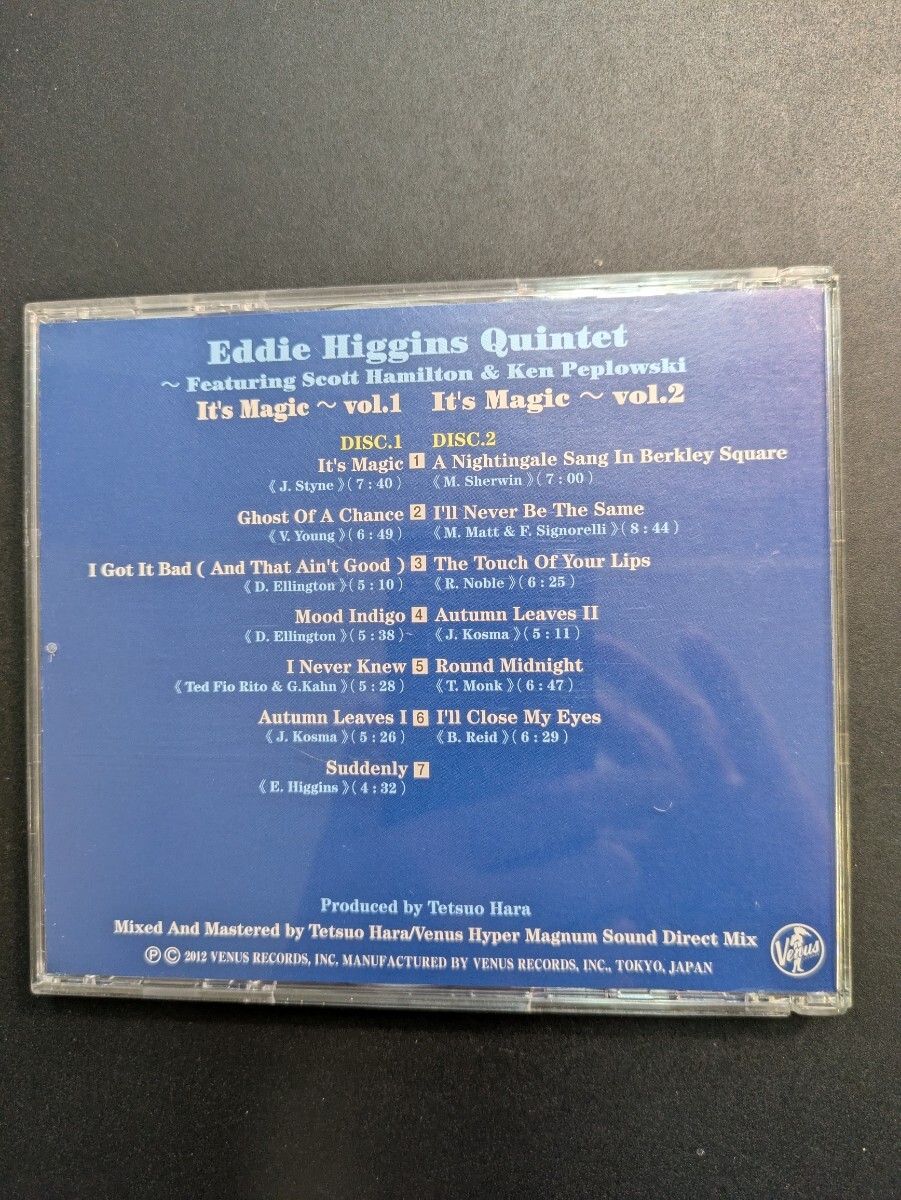 Eddie Higgins Quintet
~ Featuring Scott Hamilton & Ken Peplowski
It's Magic ~ vol.1 It's Magic ~ vol.2
DISC.1
It's Magic 1
《J. Styne》(7:40)
Ghost Of A Chance 2
《V. Young》(6:49)
I Got It Bad ( And That Ain't Good ) 3
《D. Ellington》(5:10)
Mood Indigo 4
《D. Ellington》(5:38)
I Never Knew 5
《Ted Fio Rito & G.Kahn》(5:28)
Autumn Leaves I 6
《J. Kosma》(5:26)
Suddenly 7
《E. Higgins》(4:32)
DISC.2
A Nightingale Sang In Berkley Square
《M. Sherwin》(7:00)
I'll Never Be The Same
《M. Matt & F. Signorelli》(8:44)
The Touch Of Your Lips
《R. Noble》(6:25)
Autumn Leaves II
《J. Kosma》(5:11)
Round Midnight
《T. Monk》(6:47)
I'll Close My Eyes
《B. Reid》(6:29)
Produced by Tetsuo Hara
Mixed And Mastered by Tetsuo Hara/Venus Hyper Magnum Sound Direct Mix
Ⓟ © 2012 VENUS RECORDS, INC. MANUFACTURED BY VENUS RECORDS, INC., TOKYO, JAPAN
Venus